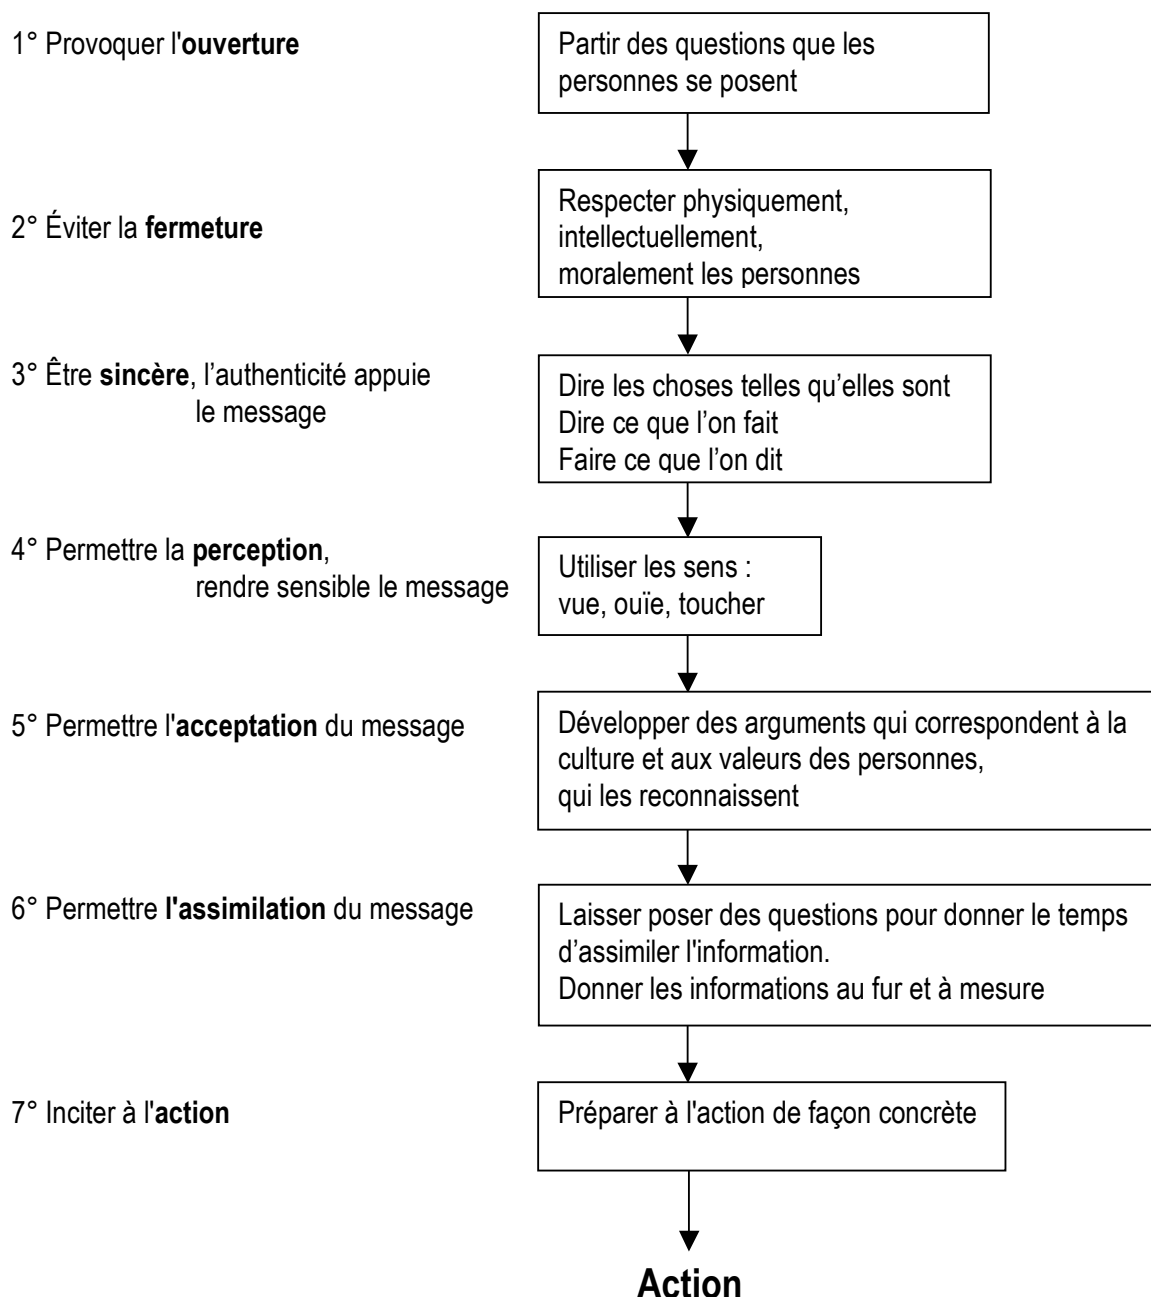 1° Provoquer l'ouverture
Partir des questions que les
personnes se posent
2° Éviter la fermeture
Respecter physiquement,
intellectuellement,
moralement les personnes
3° Être sincère, l’authenticité appuie
le message
Dire les choses telles qu’elles sont
Dire ce que l’on fait
Faire ce que l’on dit
4° Permettre la perception,
rendre sensible le message
Utiliser les sens :
vue, ouïe, toucher
5° Permettre l'acceptation du message
Développer des arguments qui correspondent à la
culture et aux valeurs des personnes,
qui les reconnaissent
6° Permettre l'assimilation du message
Laisser poser des questions pour donner le temps
d’assimiler l'information.
Donner les informations au fur et à mesure
7° Inciter à l'action
Préparer à l'action de façon concrète
Action